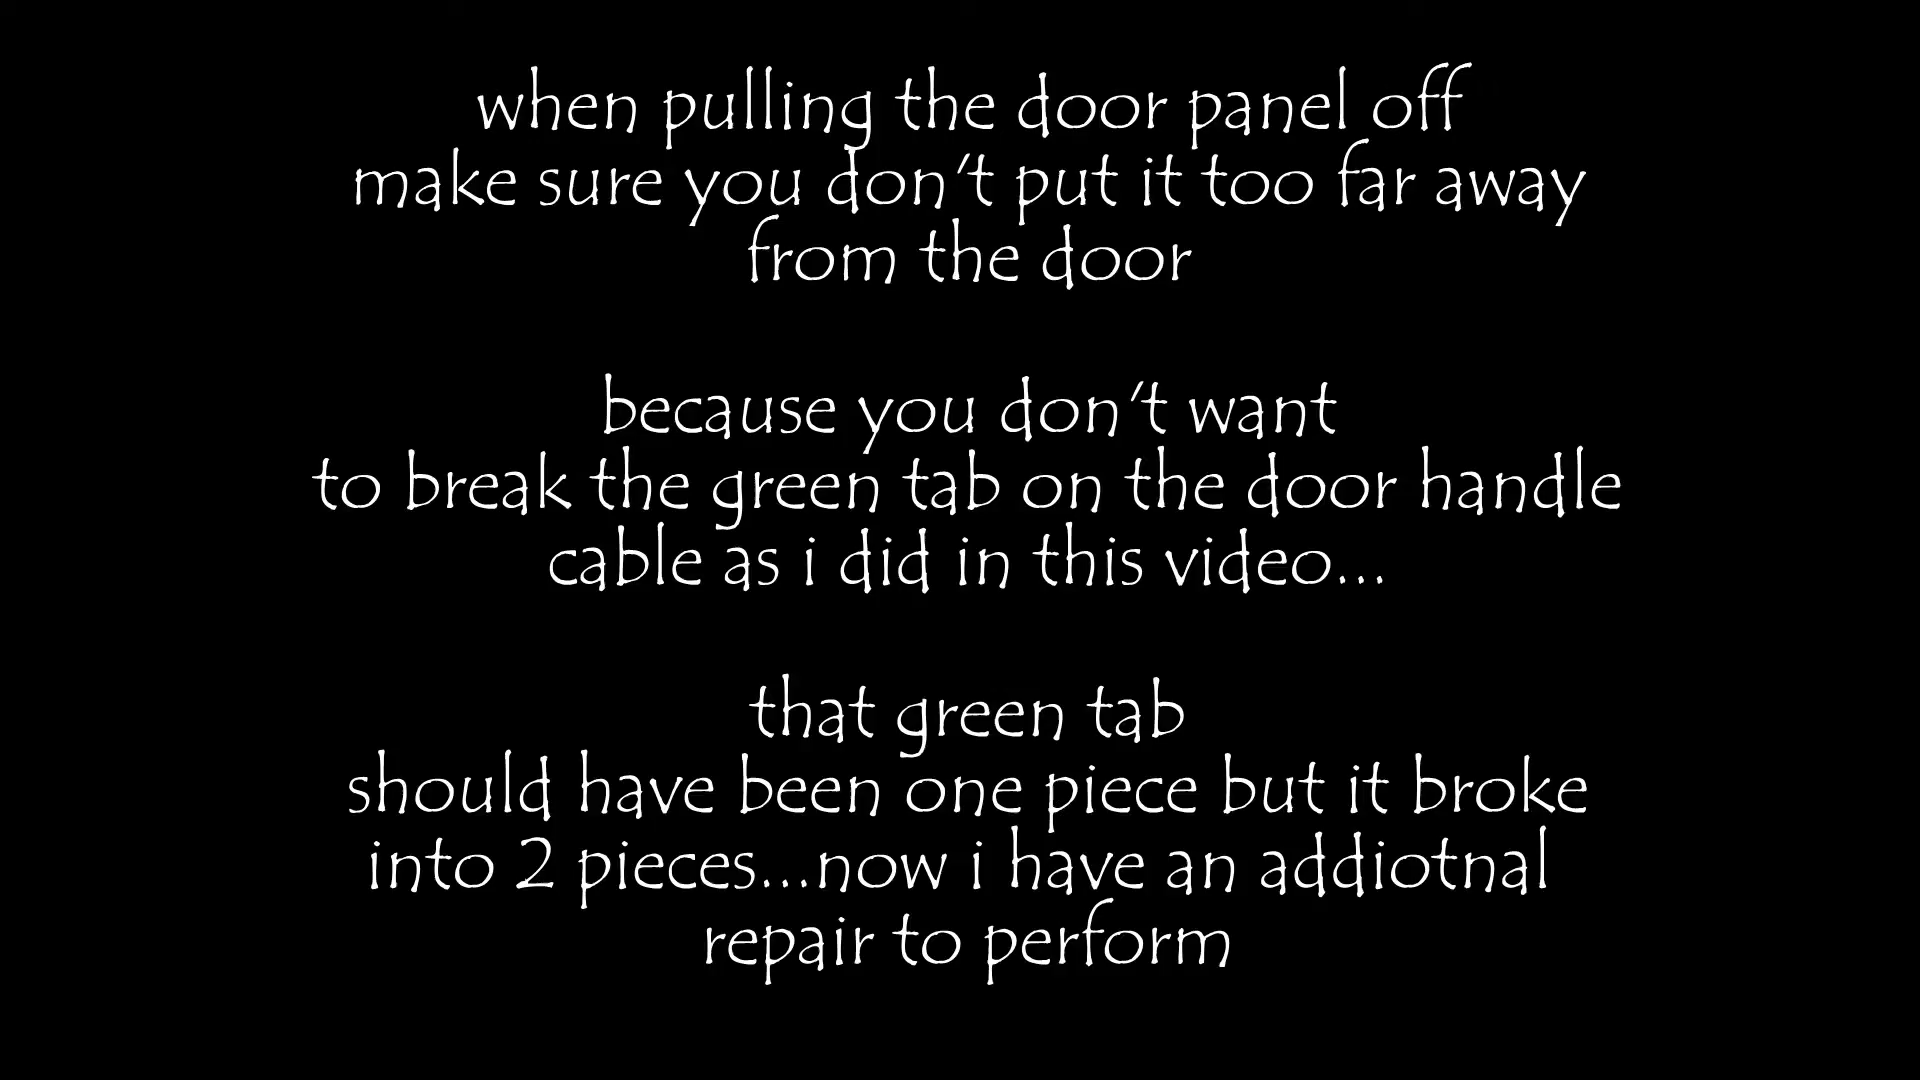 when pulling the door panel off
make sure you don't put it too far away
from the door
because you don't want
to break the green tab on the door handle
cable as i did in this video...
that green tab
should have been one piece but it broke
into 2 pieces...now i have an addiotnal
repair to perform